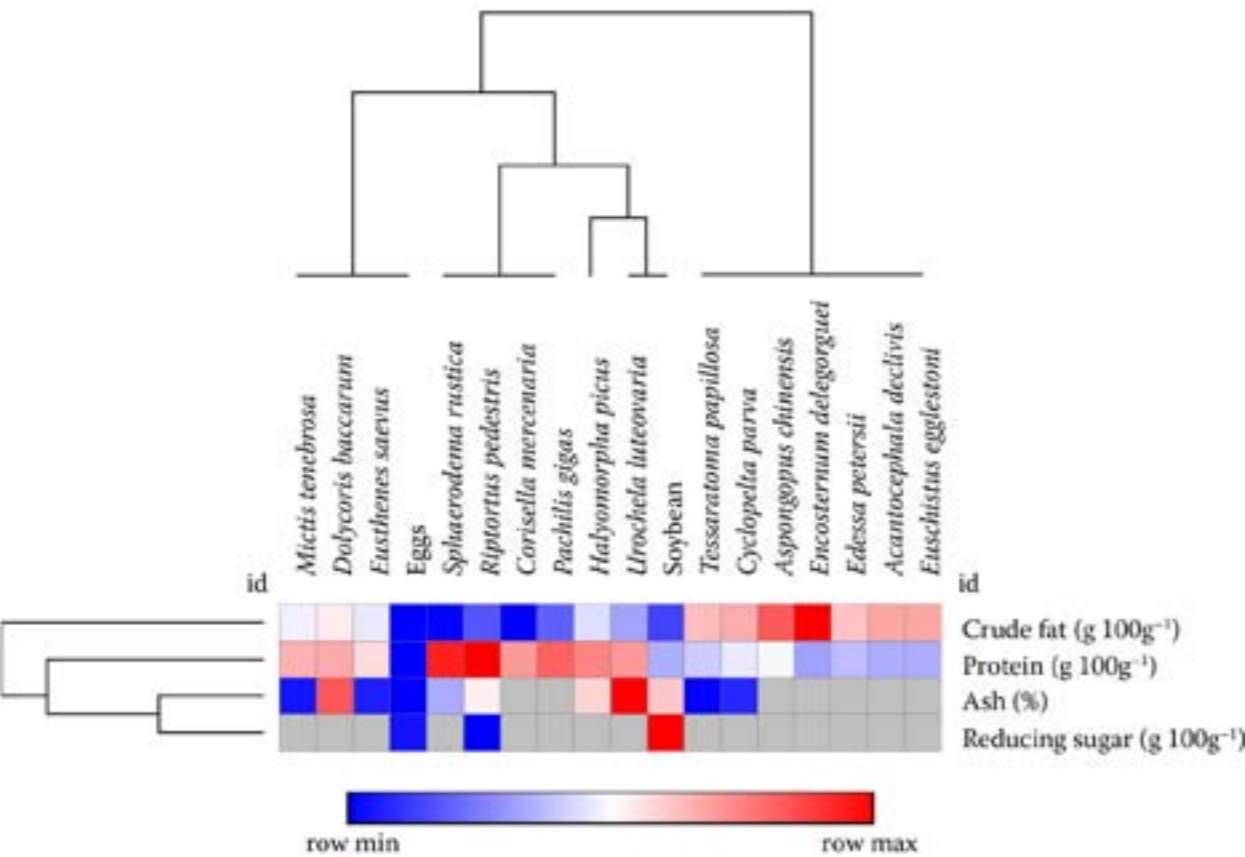 Mictis tenebrosa
Dolycoris baccarum
Eusthenes saevus
Eggs
Sphaerodema rustica
Riptortus pedestris
Corisella mercenaria
Pachilis gigas
Halyomorpha picus
Urochela luteovaria
Soybean
Tessaratoma papillosa
Cyclopelta parva
Aspongopus chinensis
Encosternum delegorguei
Edessa petersii
Acantocephala declivis
Euschistus egglestoni
id
id
Crude fat (g 100g⁻¹)
Protein (g 100g⁻¹)
Ash (%)
Reducing sugar (g 100g⁻¹)
row min
row max